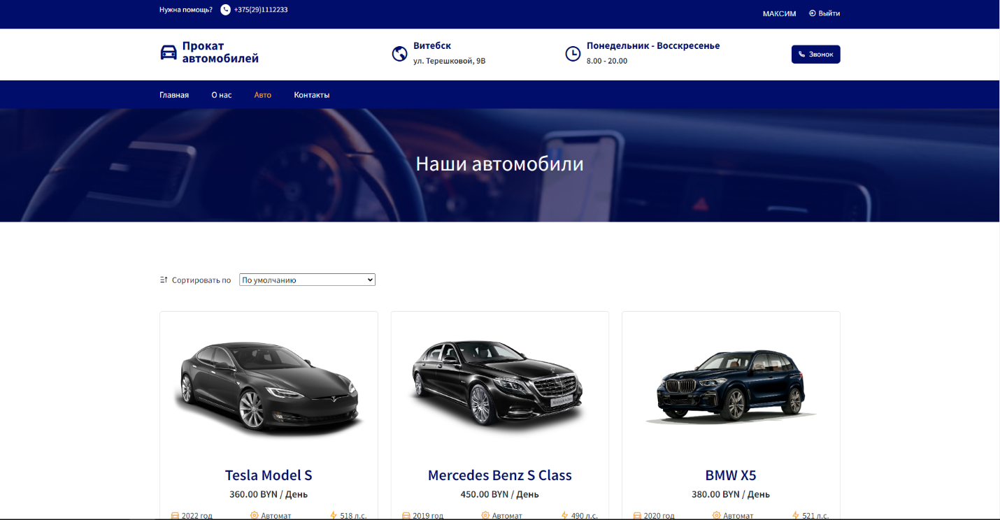 Нужна помощь? +375(29)1112233
МАКСИМ Выйти
Прокат
автомобилей
Витебск
ул. Терешковой, 9В
Понедельник - Восскресенье
8.00 - 20.00
Звонок
Главная О нас Авто Контакты
Наши автомобили
Сортировать по По умолчанию
Tesla Model S
360.00 BYN / День
2022 год Автомат 518 л.с.
Mercedes Benz S Class
450.00 BYN / День
2019 год Автомат 490 л.с.
BMW X5
380.00 BYN / День
2020 год Автомат 521 л.с.